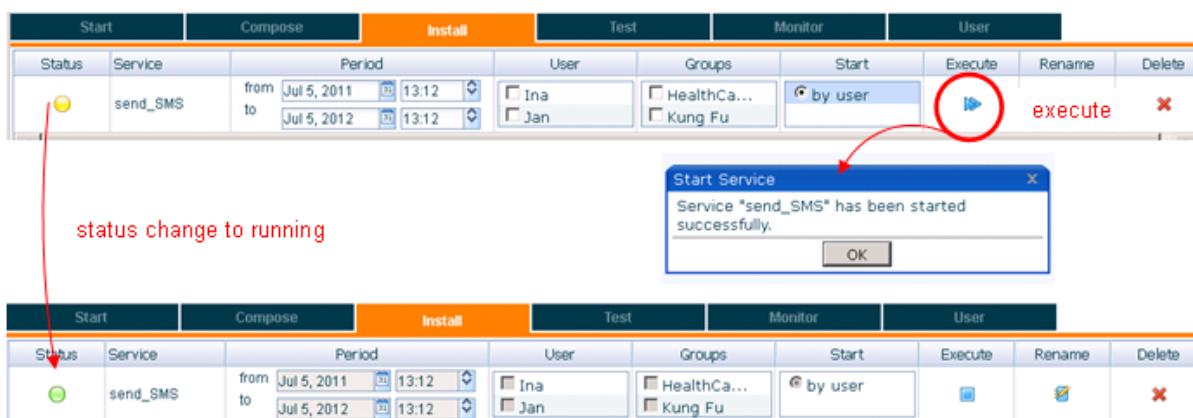 Start Compose Install Test Monitor User
Status Service Period User Groups Start Execute Rename Delete
from Jul 5, 2011 13:12
to Jul 5, 2012 13:12
send_SMS
Ina
Jan
HealthCa...
Kung Fu
by user
execute
Start Service X
Service "send_SMS" has been started
successfully.
OK
status change to running
Start Compose Install Test Monitor User
Status Service Period User Groups Start Execute Rename Delete
from Jul 5, 2011 13:12
to Jul 5, 2012 13:12
send_SMS
Ina
Jan
HealthCa...
Kung Fu
by user